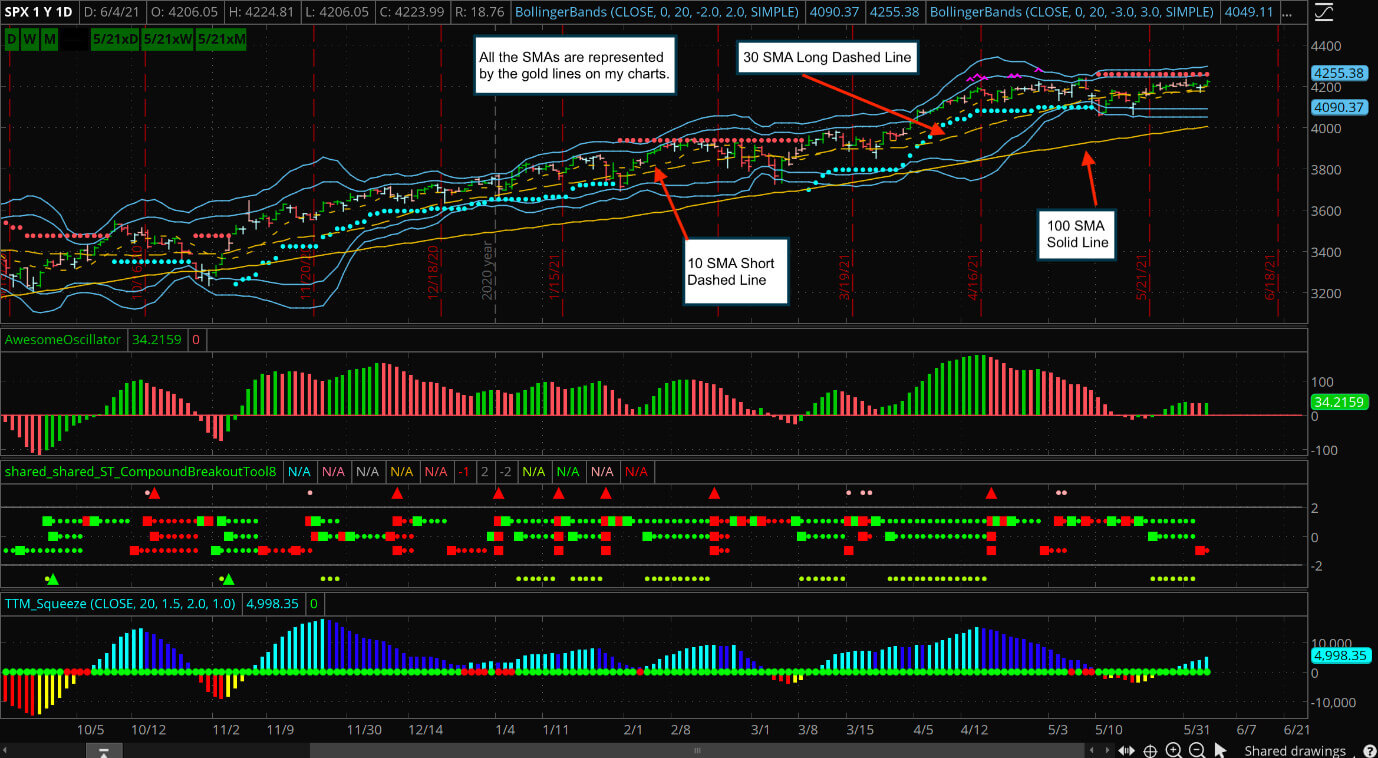 SPX 1 Y 1D D: 6/4/21 O: 4206.05 H: 4224.81 L: 4206.05 C: 4223.99 R: 18.76 BollingerBands (CLOSE, 0, 20, -2.0, 2.0, SIMPLE) 4090.37 4255.38 BollingerBands (CLOSE, 0, 20, -3.0, 3.0, SIMPLE) 4049.11 ...
D W M 5/21xD 5/21xW 5/21xM
All the SMAs are represented
by the gold lines on my charts.
30 SMA Long Dashed Line
10 SMA Short
Dashed Line
100 SMA
Solid Line
4400
4255.38
4200
4090.37
4000
3800
3600
3400
3200
10/16/20
11/20/20
12/18/20
2020 year
1/15/21
3/19/21
4/16/21
5/21/21
6/18/21
AwesomeOscillator 34.2159 0
100
34.2159
0
-100
shared_shared_ST_CompoundBreakoutTool8 N/A N/A N/A N/A N/A -1 2 -2 N/A N/A N/A N/A
2
0
-2
TTM_Squeeze (CLOSE, 20, 1.5, 2.0, 1.0) 4,998.35 0
10,000
4,998.35
0
-10,000
10/5 10/12 11/2 11/9 11/30 12/14 1/4 1/11 2/1 2/8 3/1 3/8 3/15 4/5 4/12 5/3 5/10 5/31 6/7 6/21
Shared drawings